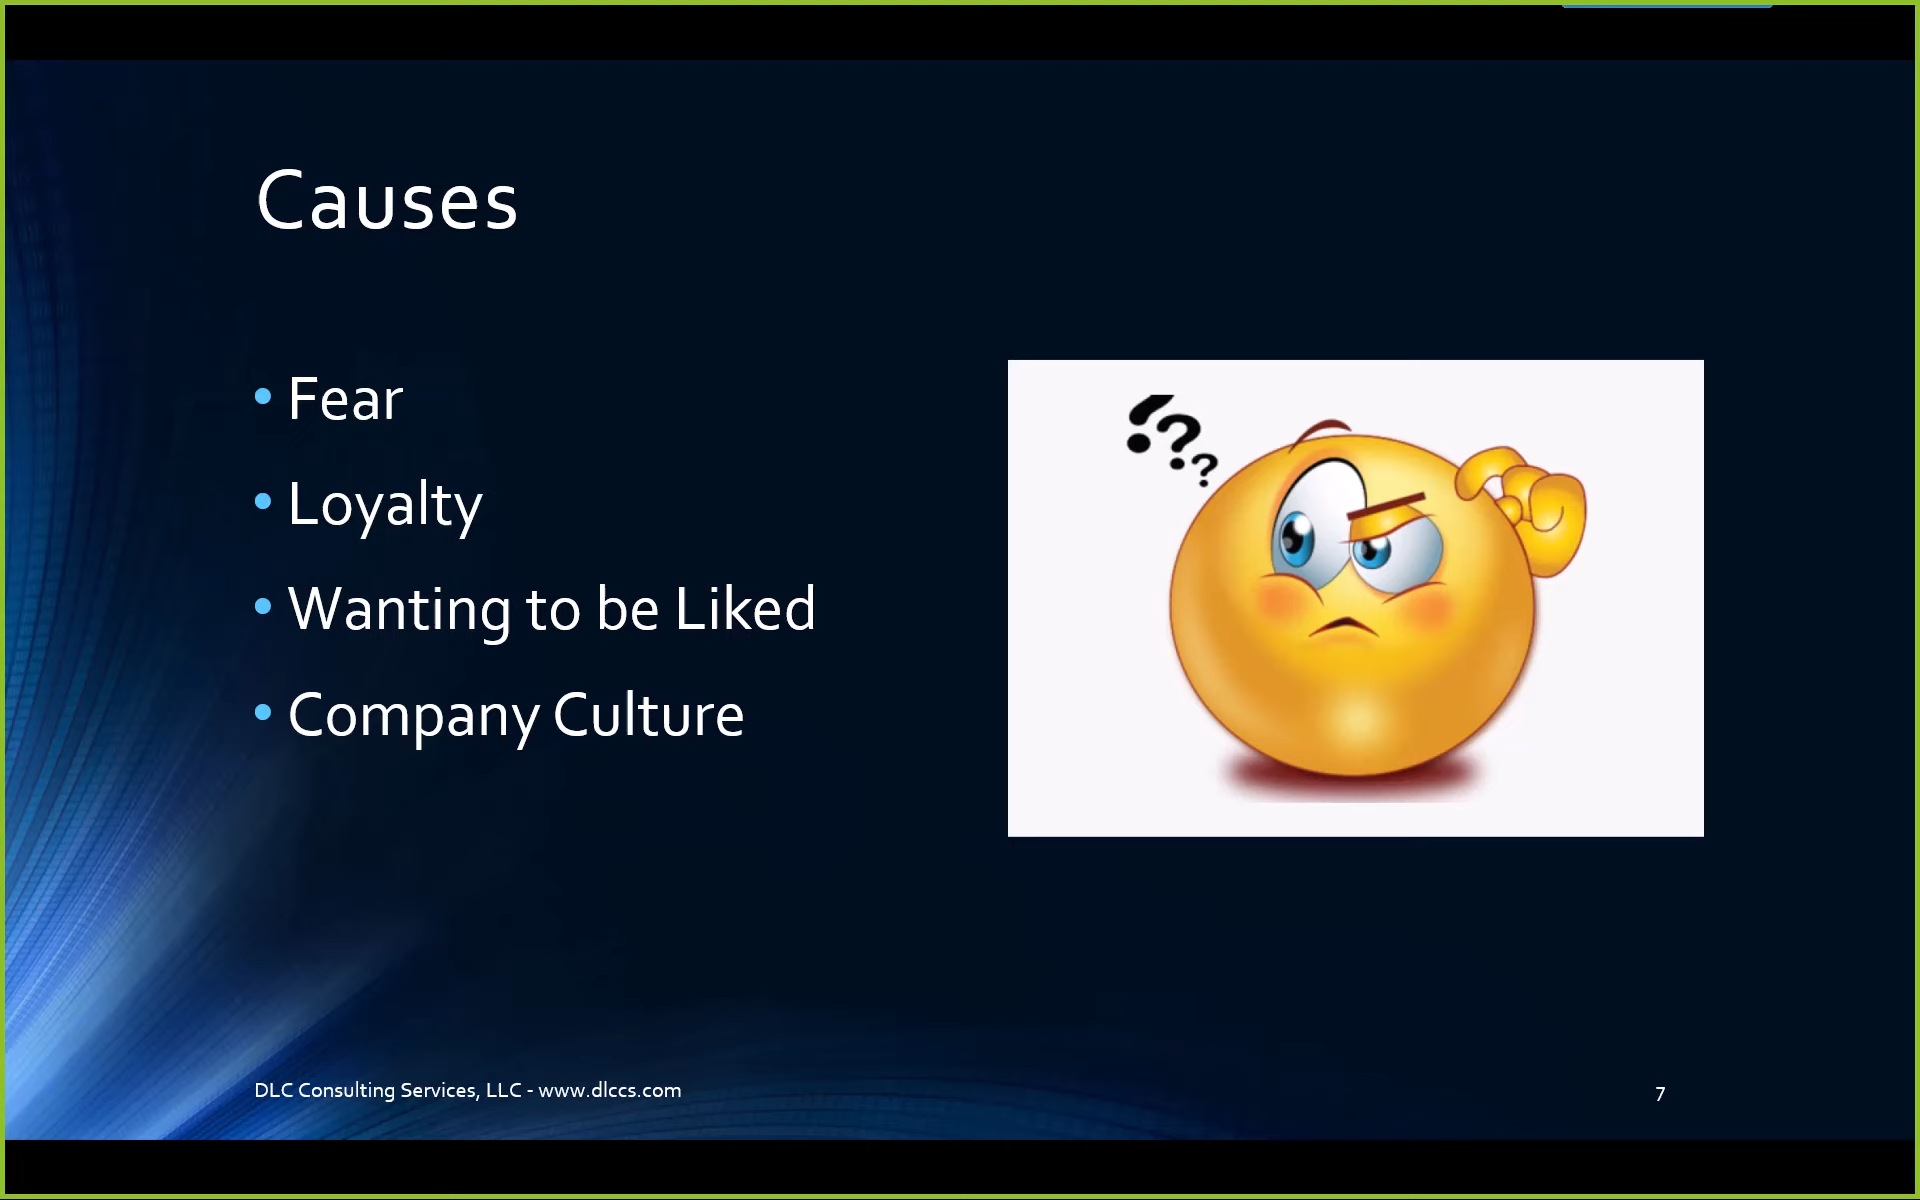 Causes
• Fear
• Loyalty
• Wanting to be Liked
• Company Culture
???
DLC Consulting Services, LLC - www.dlccs.com
7